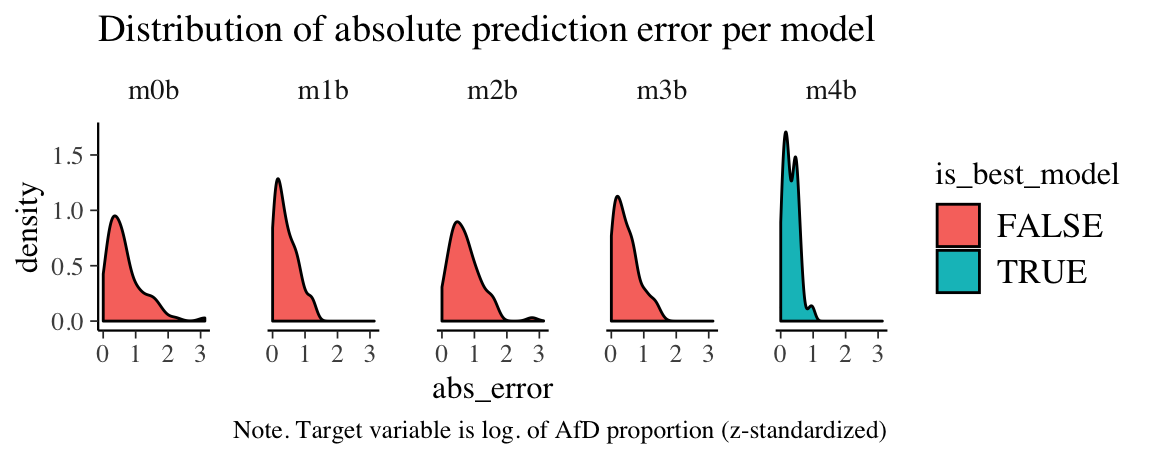 Distribution of absolute prediction error per model
m0b m1b m2b m3b m4b
density
1.5
1.0
0.5
0.0
0 1 2 3 0 1 2 3 0 1 2 3 0 1 2 3 0 1 2 3
abs_error
Note. Target variable is log. of AfD proportion (z-standardized)
is_best_model
FALSE
TRUE